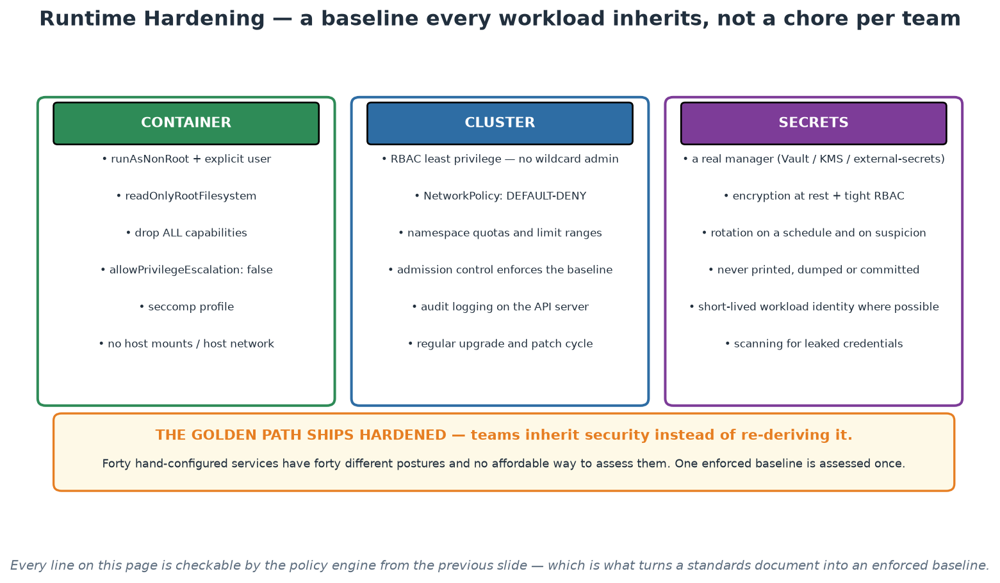 Runtime Hardening — a baseline every workload inherits, not a chore per team
CONTAINER
• runAsNonRoot + explicit user
• readOnlyRootFilesystem
• drop ALL capabilities
• allowPrivilegeEscalation: false
• seccomp profile
• no host mounts / host network
CLUSTER
• RBAC least privilege — no wildcard admin
• NetworkPolicy: DEFAULT-DENY
• namespace quotas and limit ranges
• admission control enforces the baseline
• audit logging on the API server
• regular upgrade and patch cycle
SECRETS
• a real manager (Vault / KMS / external-secrets)
• encryption at rest + tight RBAC
• rotation on a schedule and on suspicion
• never printed, dumped or committed
• short-lived workload identity where possible
• scanning for leaked credentials
THE GOLDEN PATH SHIPS HARDENED — teams inherit security instead of re-deriving it.
Forty hand-configured services have forty different postures and no affordable way to assess them. One enforced baseline is assessed once.
Every line on this page is checkable by the policy engine from the previous slide — which is what turns a standards document into an enforced baseline.